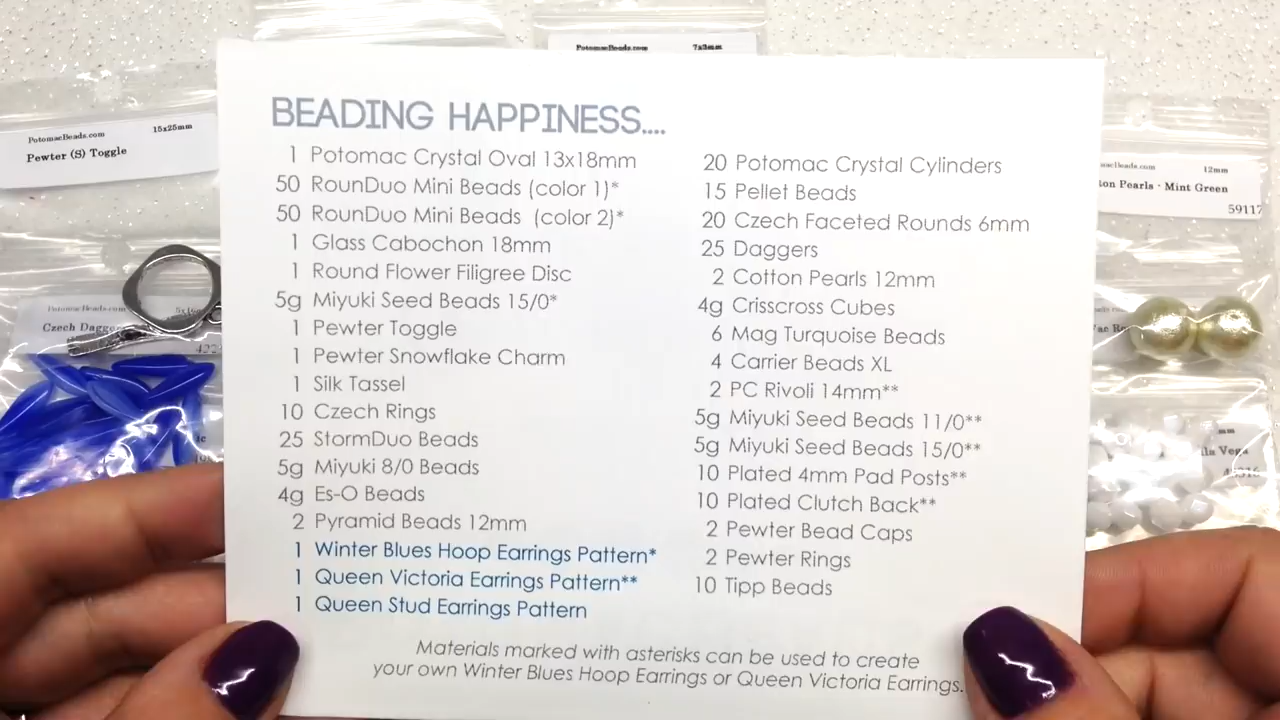 PotomacBeads.com 7x3mm
BEADING HAPPINESS....
1 Potomac Crystal Oval 13x18mm
50 RounDuo Mini Beads (color 1)*
50 RounDuo Mini Beads (color 2)*
1 Glass Cabochon 18mm
1 Round Flower Filigree Disc
5g Miyuki Seed Beads 15/0*
1 Pewter Toggle
1 Pewter Snowflake Charm
1 Silk Tassel
10 Czech Rings
25 StormDuo Beads
5g Miyuki 8/0 Beads
4g Es-O Beads
2 Pyramid Beads 12mm
1 Winter Blues Hoop Earrings Pattern*
1 Queen Victoria Earrings Pattern**
1 Queen Stud Earrings Pattern
20 Potomac Crystal Cylinders
15 Pellet Beads
20 Czech Faceted Rounds 6mm
25 Daggers
2 Cotton Pearls 12mm
4g Crisscross Cubes
6 Mag Turquoise Beads
4 Carrier Beads XL
2 PC Rivoli 14mm**
5g Miyuki Seed Beads 11/0**
5g Miyuki Seed Beads 15/0**
10 Plated 4mm Pad Posts**
10 Plated Clutch Back**
2 Pewter Bead Caps
2 Pewter Rings
10 Tipp Beads
Materials marked with asterisks can be used to create
your own Winter Blues Hoop Earrings or Queen Victoria Earrings.
PotomacBeads.com 15x25mm
Pewter (S) Toggle
PotomacBeads.com
Czech
12mm
Pearls · Mint Green
59117